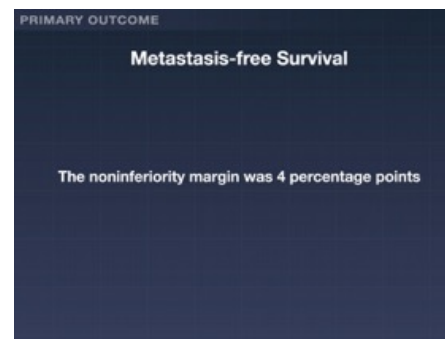 PRIMARY OUTCOME
Metastasis-free Survival
The noninferiority margin was 4 percentage points